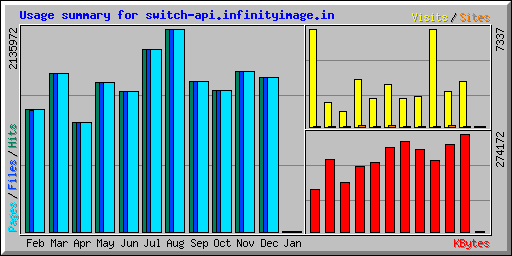 Usage summary for switch-api.infinityimage.in
Visits / Sites
2135972
7337
Pages / Files / Hits
274172
Feb Mar Apr May Jun Jul Aug Sep Oct Nov Dec Jan
KBytes